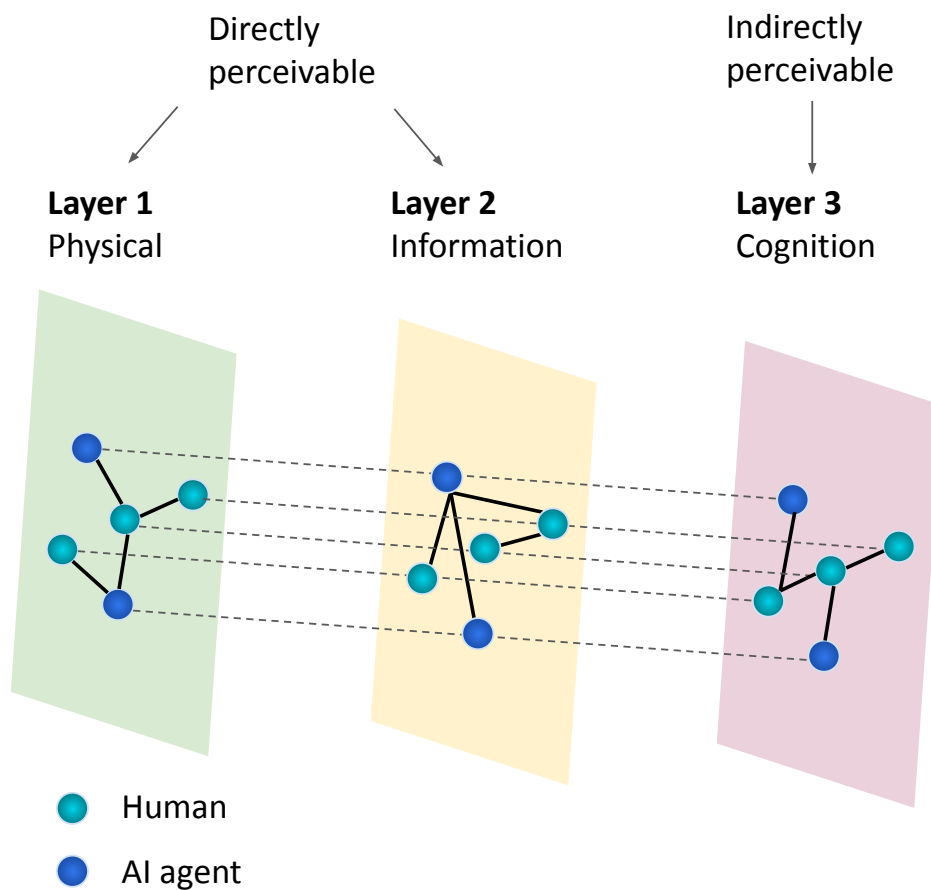 Directly
perceivable
Indirectly
perceivable
Layer 1
Physical
Layer 2
Information
Layer 3
Cognition
Human
AI agent